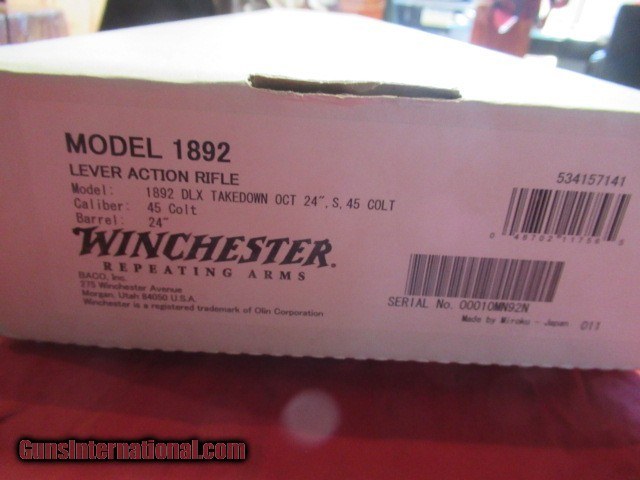 MODEL 1892
LEVER ACTION RIFLE
534157141
Model: 1892 DLX TAKEDOWN OCT 24",S,45 COLT
Caliber: 45 Colt
Barrel: 24"
WINCHESTER
REPEATING ARMS
BACO, Inc.
275 Winchester Avenue
Morgan, Utah 84050 U.S.A.
Winchester is a registered trademark of Olin Corporation
SERIAL No. 00010MN92N
Made by Miroku - Japan 011
GunsInternational.com